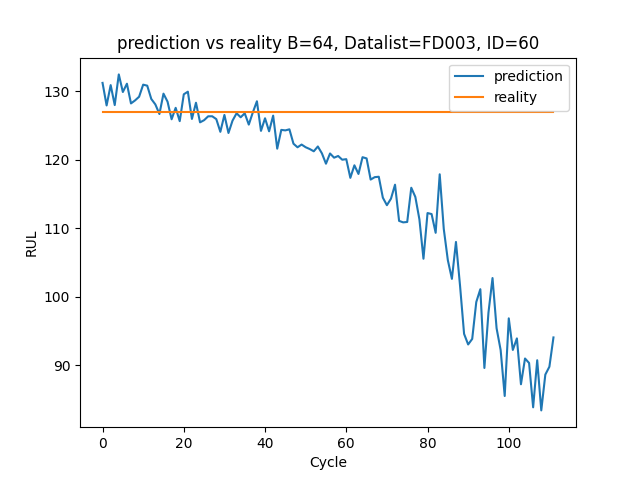 prediction vs reality B=64, Datalist=FD003, ID=60
prediction
reality
130
120
110
100
90
RUL
0 20 40 60 80 100
Cycle